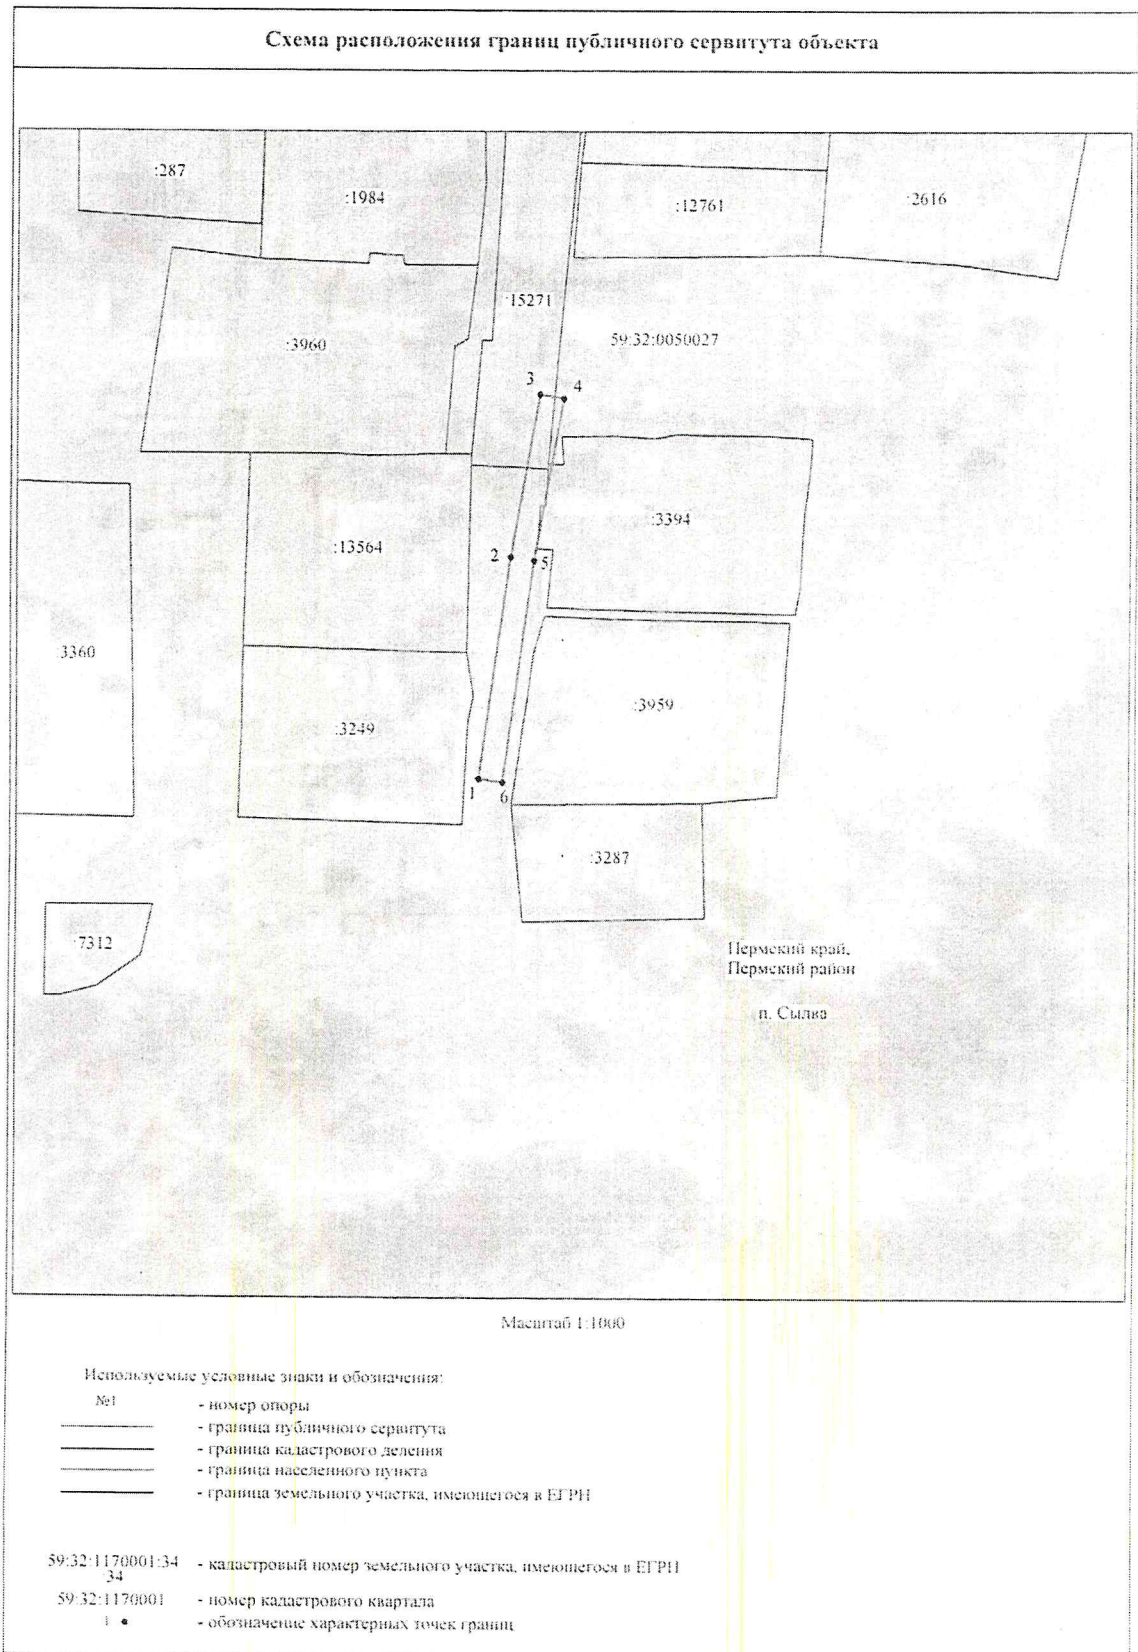 Схема расположения границ публичного сервитута объекта
:287
:1984
:12761
:2616
:15271
:3960
59:32:0050027
3
4
:3394
:13564
2
5
3360
:3959
:3249
1
6
:3287
:7312
Пермский край,
Пермский район
п. Сылва
Масштаб 1:1000
Используемые условные знаки и обозначения:
№1
- номер опоры
- граница публичного сервитута
- граница кадастрового деления
- граница населенного пункта
- граница земельного участка, имеющегося в ЕГРН
59:32:1170001:34 - кадастровый номер земельного участка, имеющегося в ЕГРН
:34
59:32:1170001 - номер кадастрового квартала
1 • - обозначение характерных точек границ